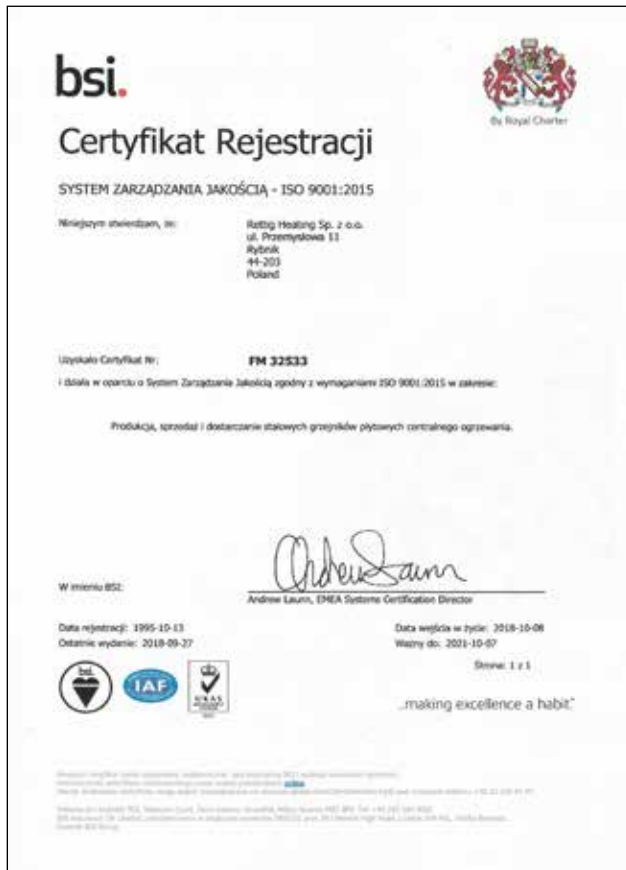 bsi.
By Royal Charter
Certyfikat Rejestracji
SYSTEM ZARZĄDZANIA JAKOŚCIĄ - ISO 9001:2015
Niniejszym stwierdzam, że:
Rettig Heating Sp. z o.o.
ul. Przemysłowa 11
Rybnik
44-203
Poland
Uzyskało Certyfikat Nr:
FM 32533
i działa w oparciu o System Zarządzania Jakością zgodny z wymaganiami ISO 9001:2015 w zakresie:
Produkcja, sprzedaż i dostarczanie stalowych grzejników płytowych centralnego ogrzewania.
W imieniu BSI:
Andrew Launn, EMEA Systems Certification Director
Data rejestracji: 1995-10-13
Ostatnie wydanie: 2018-09-27
Data wejścia w życie: 2018-10-08
Ważny do: 2021-10-07
Strona: 1 z 1
bsi.
IAF
UKAS
...making excellence a habit.
online